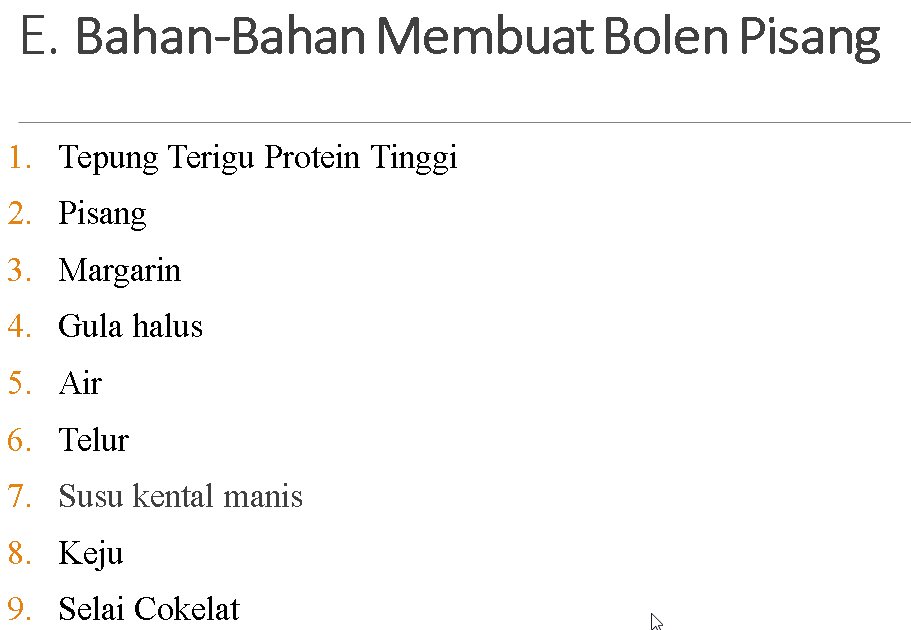 E. Bahan-Bahan Membuat Bolen Pisang
1. Tepung Terigu Protein Tinggi
2. Pisang
3. Margarin
4. Gula halus
5. Air
6. Telur
7. Susu kental manis
8. Keju
9. Selai Cokelat